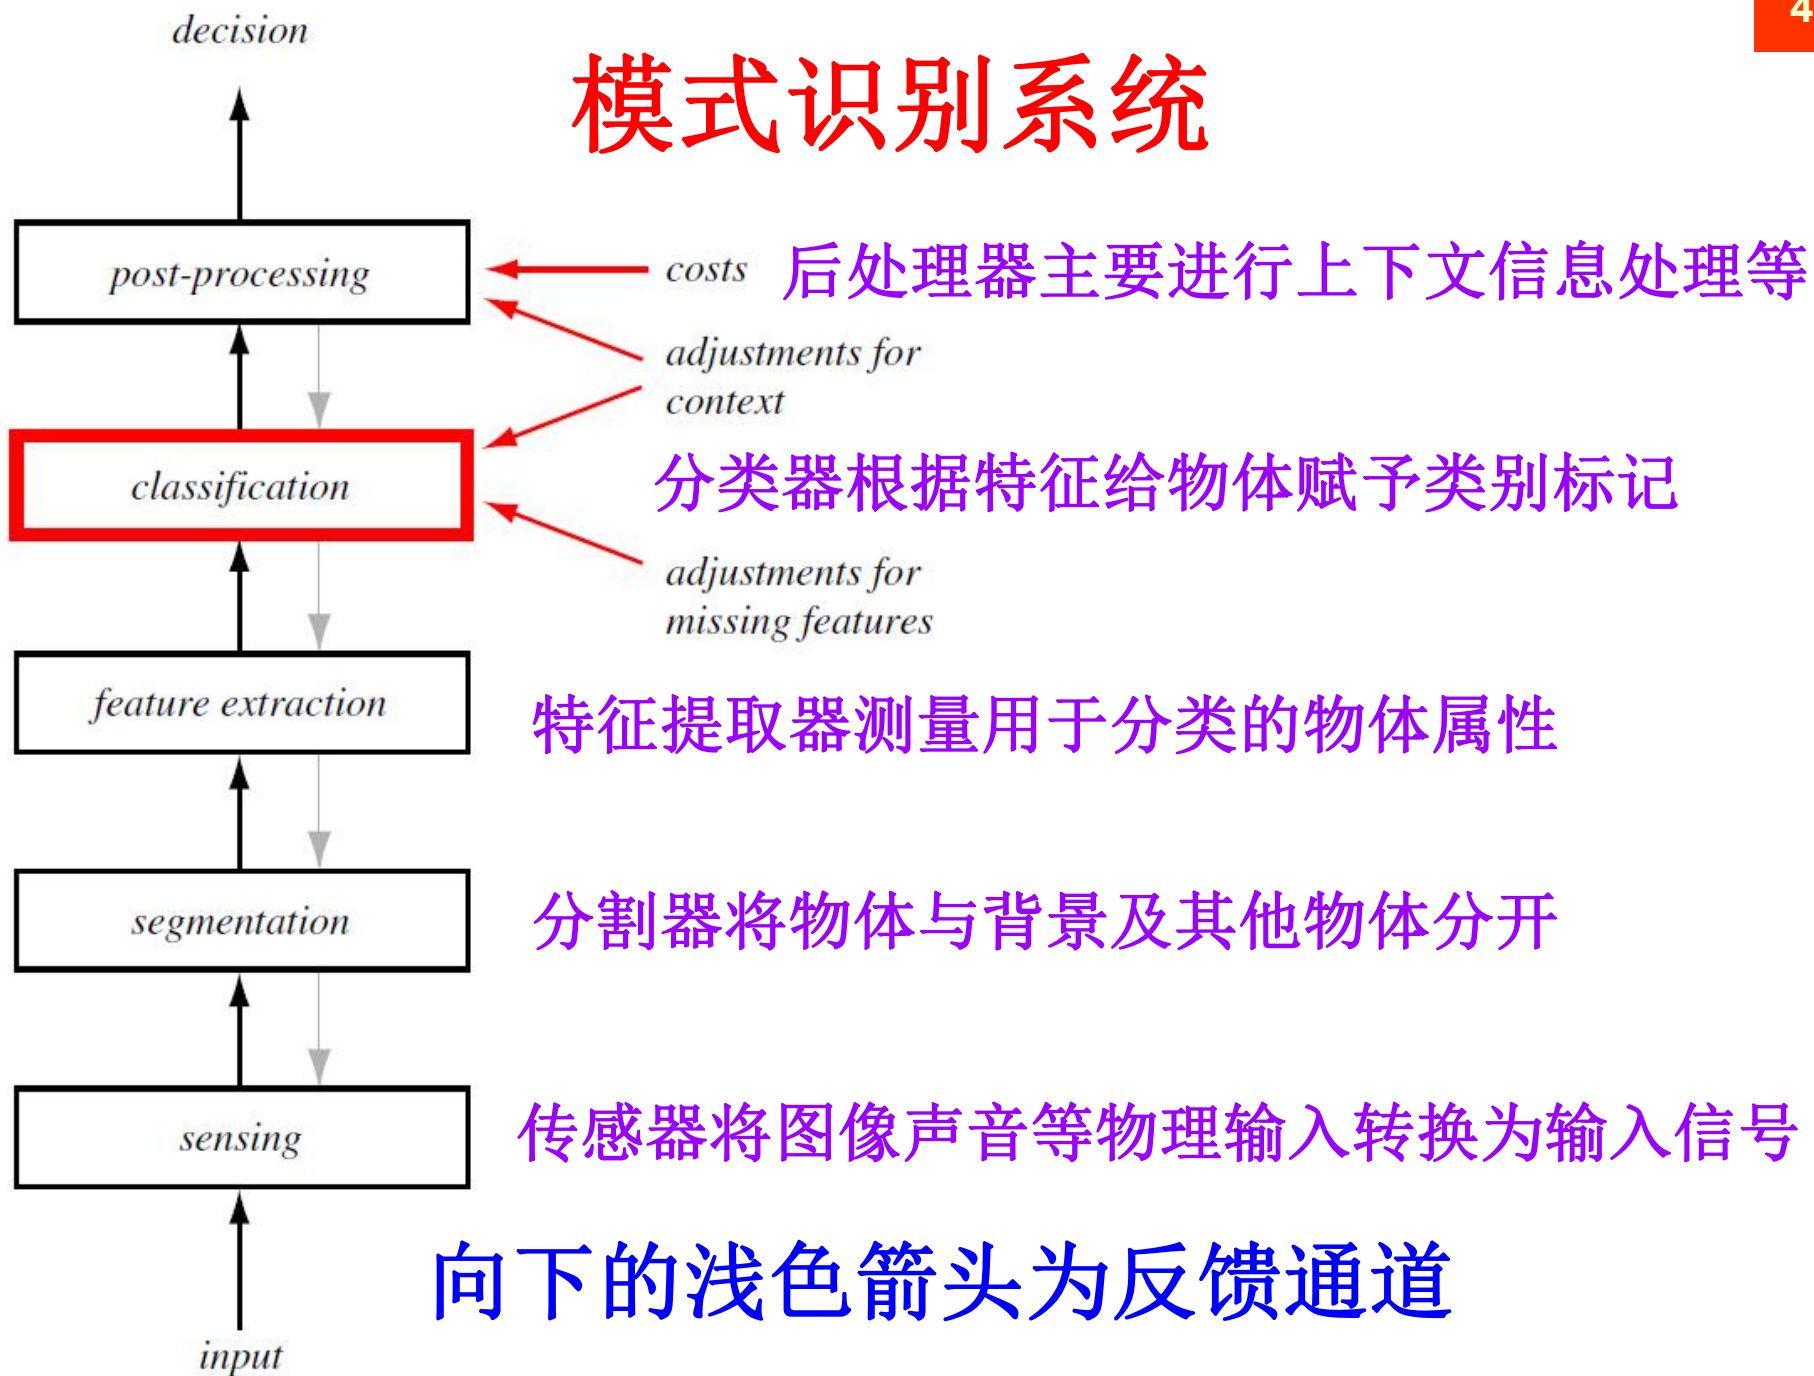 4
decision
模式识别系统
post-processing
costs
后处理器主要进行上下文信息处理等
adjustments for
context
classification
分类器根据特征给物体赋予类别标记
adjustments for
missing features
feature extraction
特征提取器测量用于分类的物体属性
segmentation
分割器将物体与背景及其他物体分开
sensing
传感器将图像声音等物理输入转换为输入信号
向下的浅色箭头为反馈通道
input